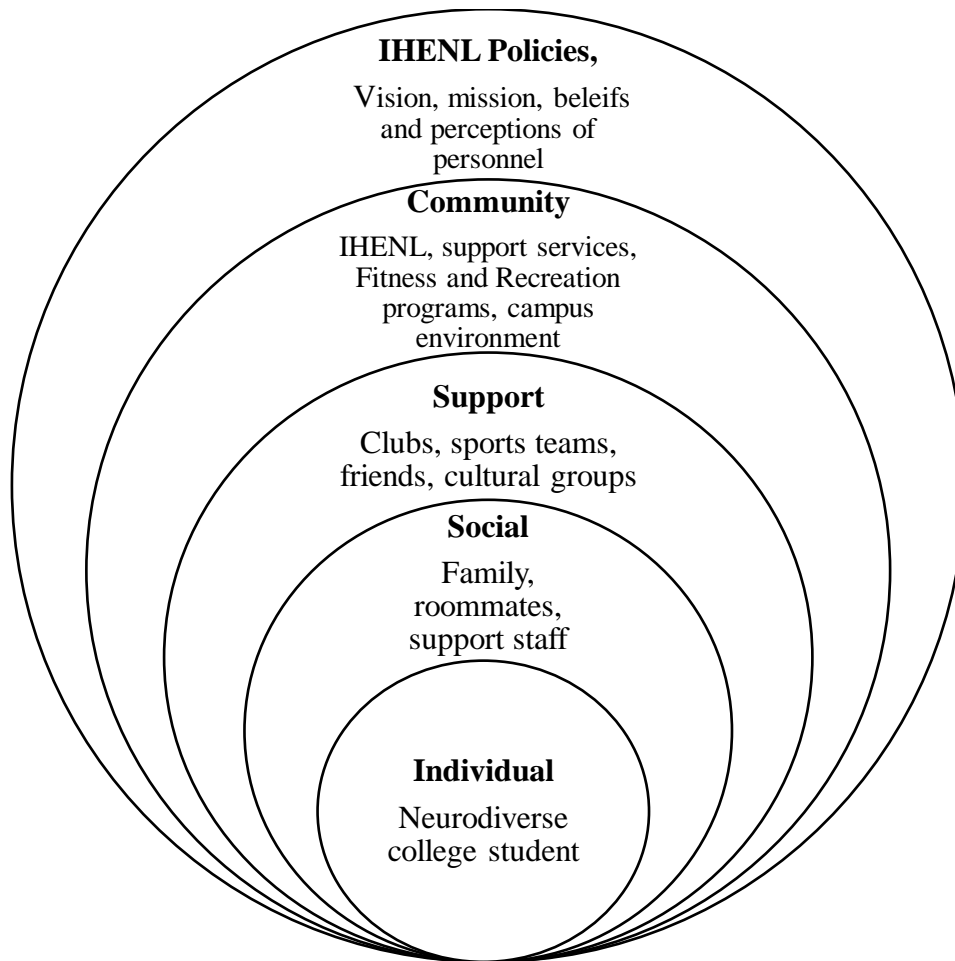 IHENL Policies,
Vision, mission, beleifs
and perceptions of
personnel
Community
IHENL, support services,
Fitness and Recreation
programs, campus
environment
Support
Clubs, sports teams,
friends, cultural groups
Social
Family,
roommates,
support staff
Individual
Neurodiverse
college student